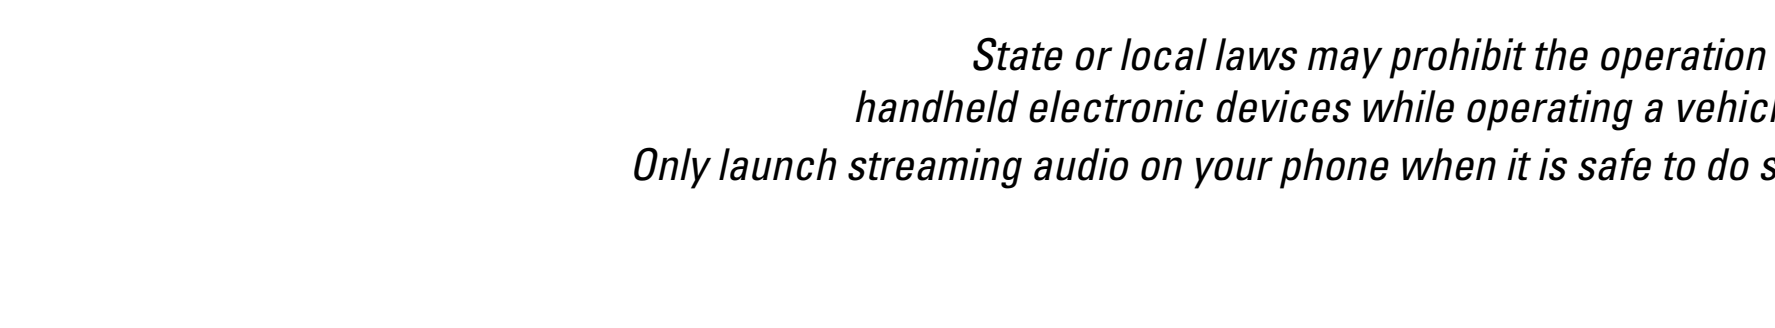 State or local laws may prohibit the operation
handheld electronic devices while operating a
Only launch streaming audio on your phone when it is safe to do